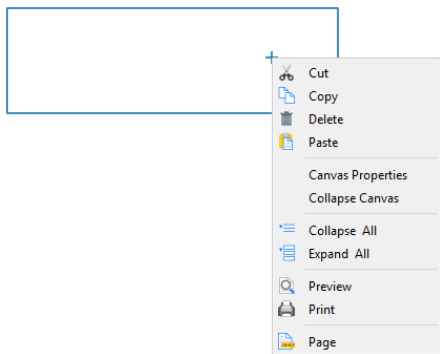 Cut
Copy
Delete
Paste
Canvas Properties
Collapse Canvas
Collapse All
Expand All
Preview
Print
Page